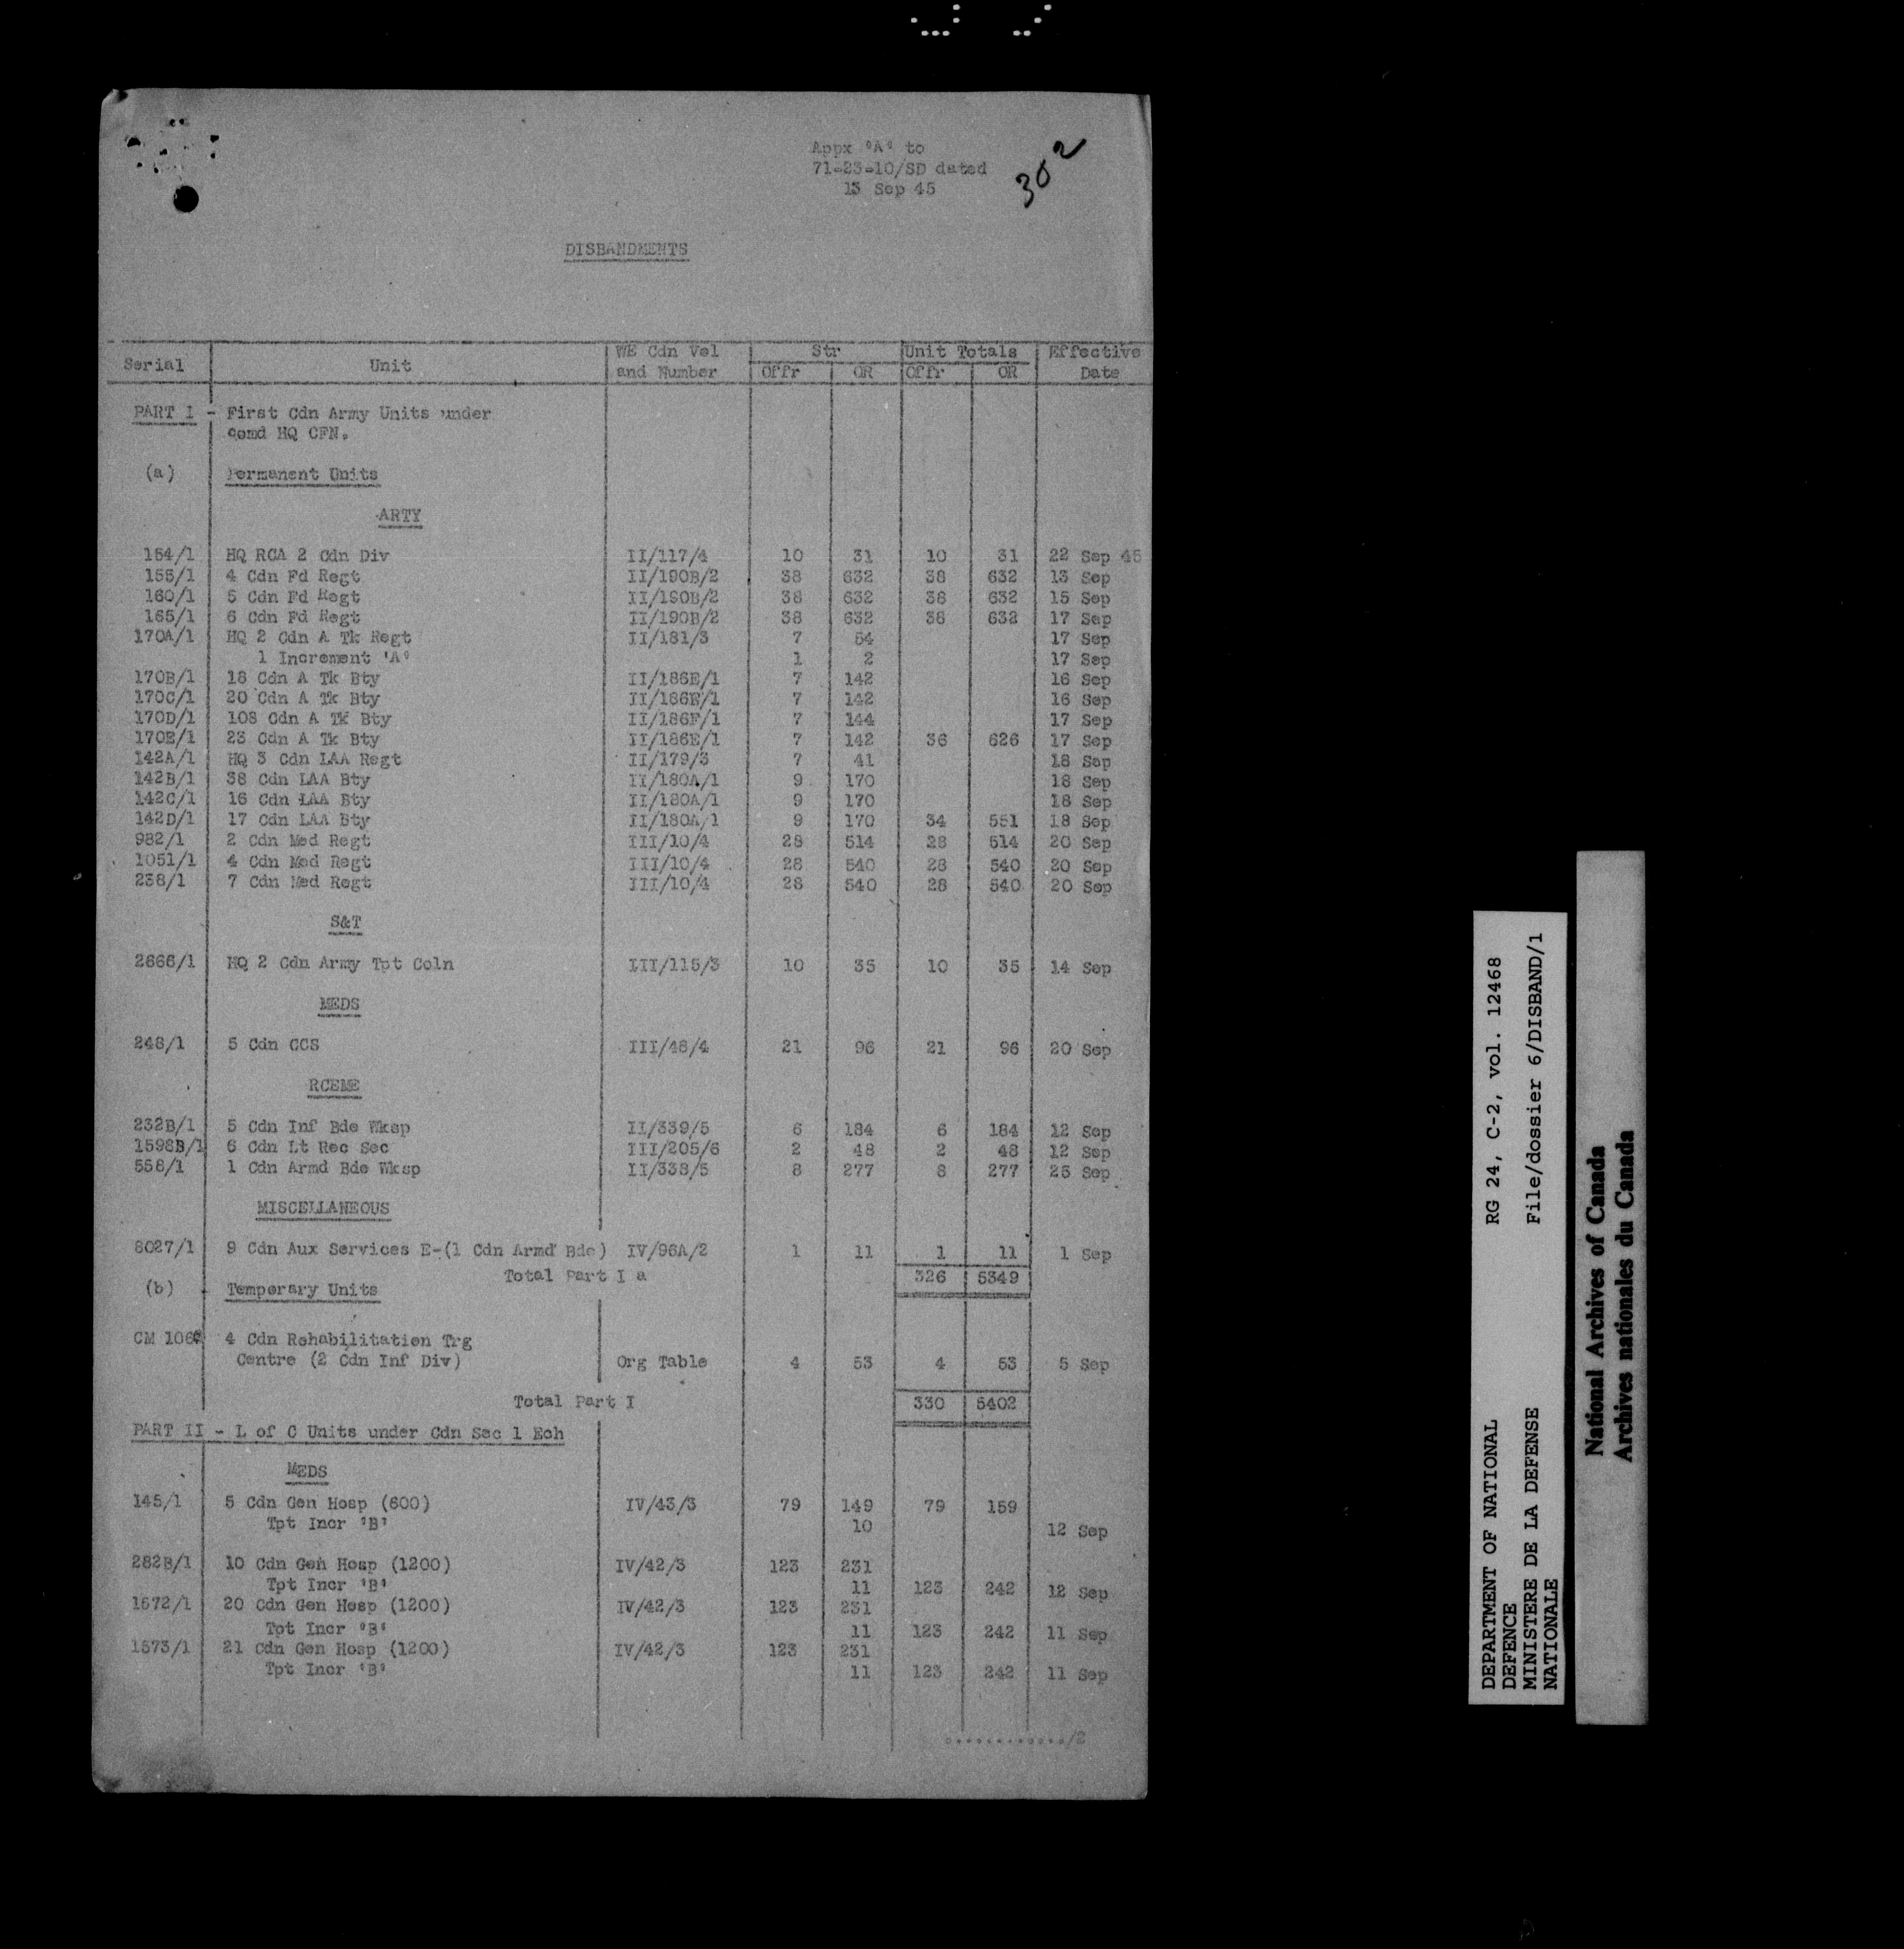 Appx 'A' to
71-23-10/SD dated
13 Sep 45
302
DISBANDMENTS
Serial Unit WE Cdn Vol and Number Str Offr OR Unit Totals Offr OR Effective Date
PART I - First Cdn Army Units under
comd HQ CFN.
(a) Permanent Units
ARTY
154/1 HQ RCA 2 Cdn Div II/117/4 10 31 10 31 22 Sep 45
155/1 4 Cdn Fd Regt II/190B/2 38 632 38 632 13 Sep
160/1 5 Cdn Fd Regt II/190B/2 38 632 38 632 15 Sep
165/1 6 Cdn Fd Regt II/190B/2 38 632 38 632 17 Sep
170A/1 HQ 2 Cdn A Tk Regt II/181/3 7 54 17 Sep
1 Increment 'A' 1 2 17 Sep
170B/1 18 Cdn A Tk Bty II/186E/1 7 142 16 Sep
170C/1 20 Cdn A Tk Bty II/186E/1 7 142 16 Sep
170D/1 108 Cdn A Tk Bty II/186F/1 7 144 17 Sep
170E/1 23 Cdn A Tk Bty II/186E/1 7 142 36 626 17 Sep
142A/1 HQ 3 Cdn LAA Regt II/179/3 7 41 18 Sep
142B/1 38 Cdn LAA Bty II/180A/1 9 170 18 Sep
142C/1 16 Cdn LAA Bty II/180A/1 9 170 18 Sep
142D/1 17 Cdn LAA Bty II/180A/1 9 170 34 551 18 Sep
982/1 2 Cdn Med Regt III/10/4 28 514 28 514 20 Sep
1051/1 4 Cdn Med Regt III/10/4 28 540 28 540 20 Sep
238/1 7 Cdn Med Regt III/10/4 28 540 28 540 20 Sep
S&T
2666/1 HQ 2 Cdn Army Tpt Coln III/115/3 10 35 10 35 14 Sep
MEDS
248/1 5 Cdn CCS III/48/4 21 96 21 96 20 Sep
RCEME
232B/1 5 Cdn Inf Bde Wksp II/339/5 6 184 6 184 12 Sep
1598B/1 6 Cdn Lt Rec Sec III/205/6 2 48 2 48 12 Sep
558/1 1 Cdn Armd Bde Wksp II/338/5 8 277 8 277 25 Sep
MISCELLANEOUS
8027/1 9 Cdn Aux Services E-(1 Cdn Armd Bde) IV/96A/2 1 11 1 11 1 Sep
Total Part I a 326 5349
(b) Temporary Units
CM 106 4 Cdn Rehabilitation Trg
Centre (2 Cdn Inf Div) Org Table 4 53 4 53 5 Sep
Total Part I 330 5402
PART II - L of C Units under Cdn Sec 1 Ech
MEDS
145/1 5 Cdn Gen Hosp (600) IV/43/3 79 149 79 159
Tpt Incr 'B' 10 12 Sep
282B/1 10 Cdn Gen Hosp (1200) IV/42/3 123 231
Tpt Incr 'B' 11 123 242 12 Sep
1572/1 20 Cdn Gen Hosp (1200) IV/42/3 123 231
Tpt Incr 'B' 11 123 242 11 Sep
1573/1 21 Cdn Gen Hosp (1200) IV/42/3 123 231
Tpt Incr 'B' 11 123 242 11 Sep
............/2
DEPARTMENT OF NATIONAL
DEFENCE
MINISTERE DE LA DEFENSE
NATIONALE
RG 24, C-2, vol. 12468
File/dossier 6/DISBAND/1
National Archives of Canada
Archives nationales du Canada